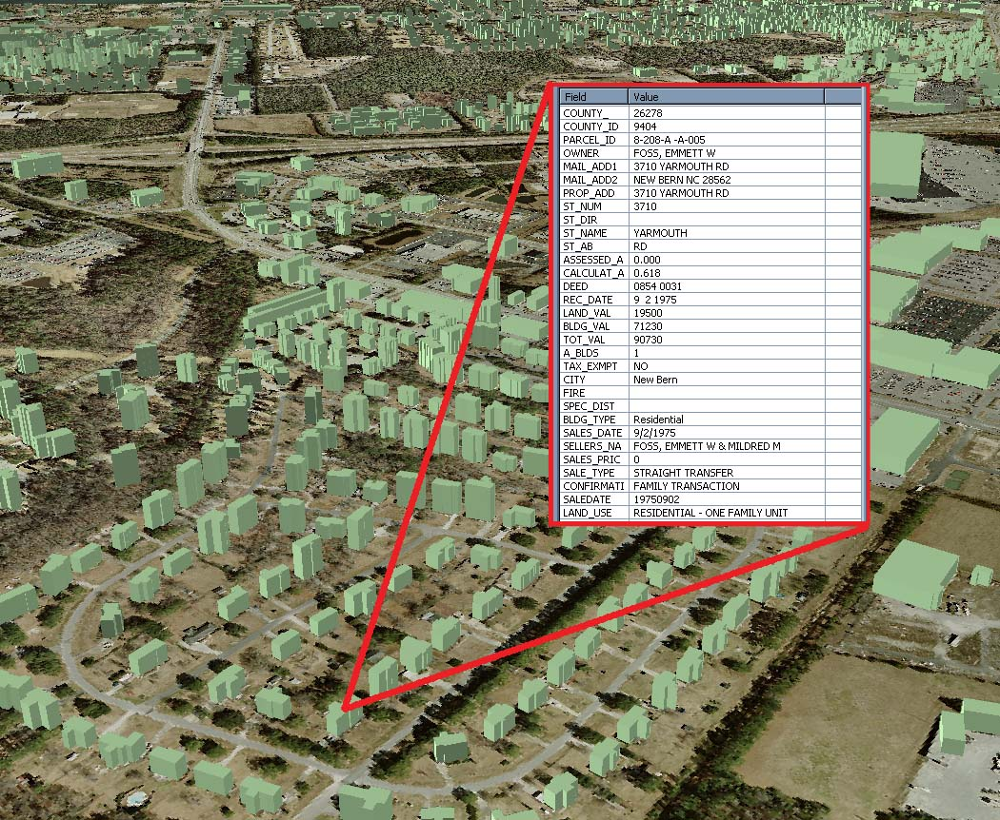 Field Value
COUNTY_ 26278
COUNTY_ID 9404
PARCEL_ID 8-208-A -A-005
OWNER FOSS, EMMETT W
MAIL_ADD1 3710 YARMOUTH RD
MAIL_ADD2 NEW BERN NC 28562
PROP_ADD 3710 YARMOUTH RD
ST_NUM 3710
ST_DIR
ST_NAME YARMOUTH
ST_AB RD
ASSESSED_A 0.000
CALCULAT_A 0.618
DEED 0854 0031
REC_DATE 9 2 1975
LAND_VAL 19500
BLDG_VAL 71230
TOT_VAL 90730
A_BLDS 1
TAX_EXMPT NO
CITY New Bern
FIRE
SPEC_DIST
BLDG_TYPE Residential
SALES_DATE 9/2/1975
SELLERS_NA FOSS, EMMETT W & MILDRED M
SALES_PRIC 0
SALE_TYPE STRAIGHT TRANSFER
CONFIRMATI FAMILY TRANSACTION
SALEDATE 19750902
LAND_USE RESIDENTIAL - ONE FAMILY UNIT